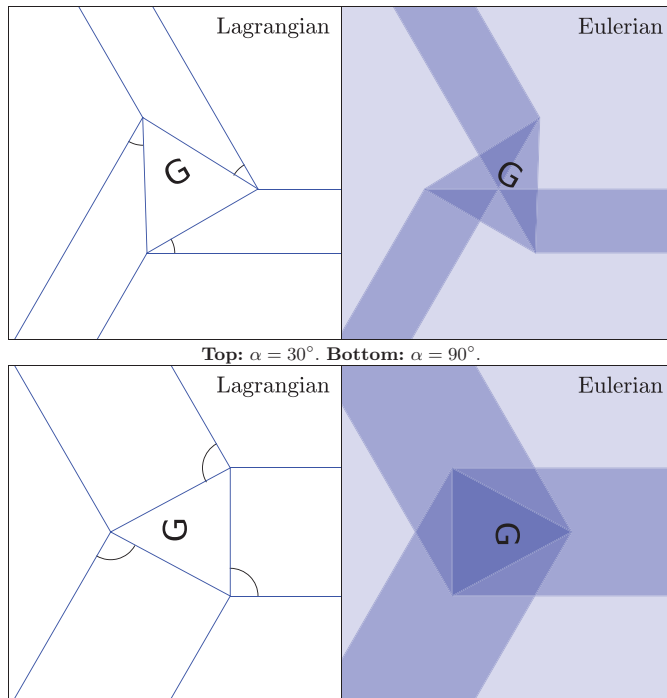 Lagrangian
Eulerian
G
G
Top: α = 30°. Bottom: α = 90°.
Lagrangian
Eulerian
G
G